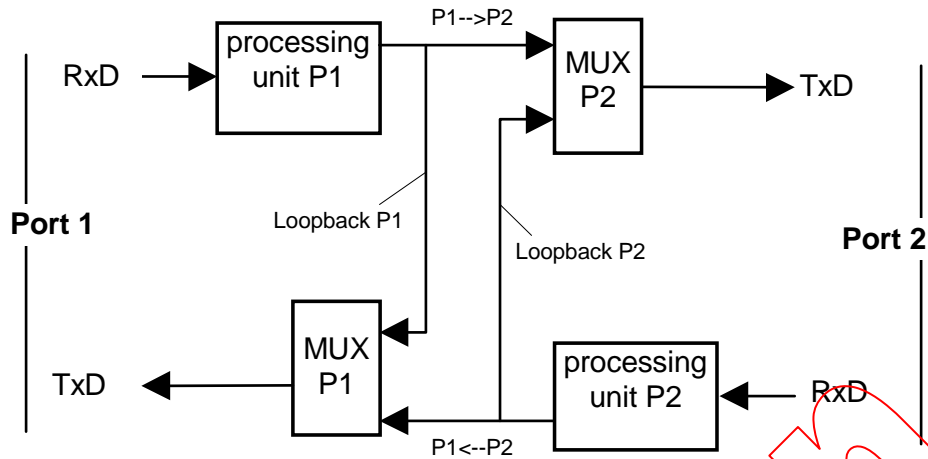 P1-->P2
processing
unit P1
RxD
MUX
P2
TxD
Loopback P1
Loopback P2
Port 1
Port 2
MUX
P1
TxD
processing
unit P2
RxD
P1<--P2